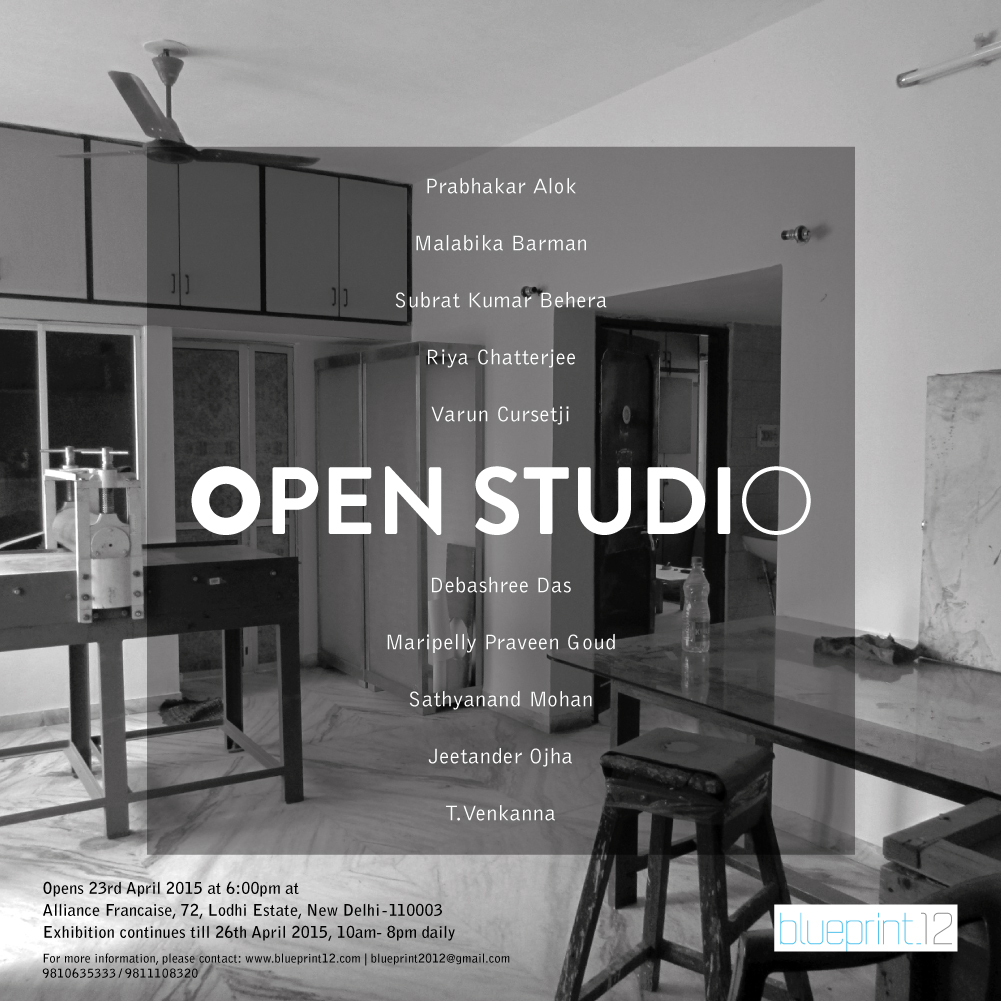 Prabhakar Alok
Malabika Barman
Subrat Kumar Behera
Riya Chatterjee
Varun Cursetji
OPEN STUDIO
Debashree Das
Maripelly Praveen Goud
Sathyanand Mohan
Jeetander Ojha
T.Venkanna
Opens 23rd April 2015 at 6:00pm at
Alliance Francaise, 72, Lodhi Estate, New Delhi-110003
Exhibition continues till 26th April 2015, 10am- 8pm daily
For more information, please contact: www.blueprint12.com | blueprint2012@gmail.com
9810635333/9811108320
blueprint.12